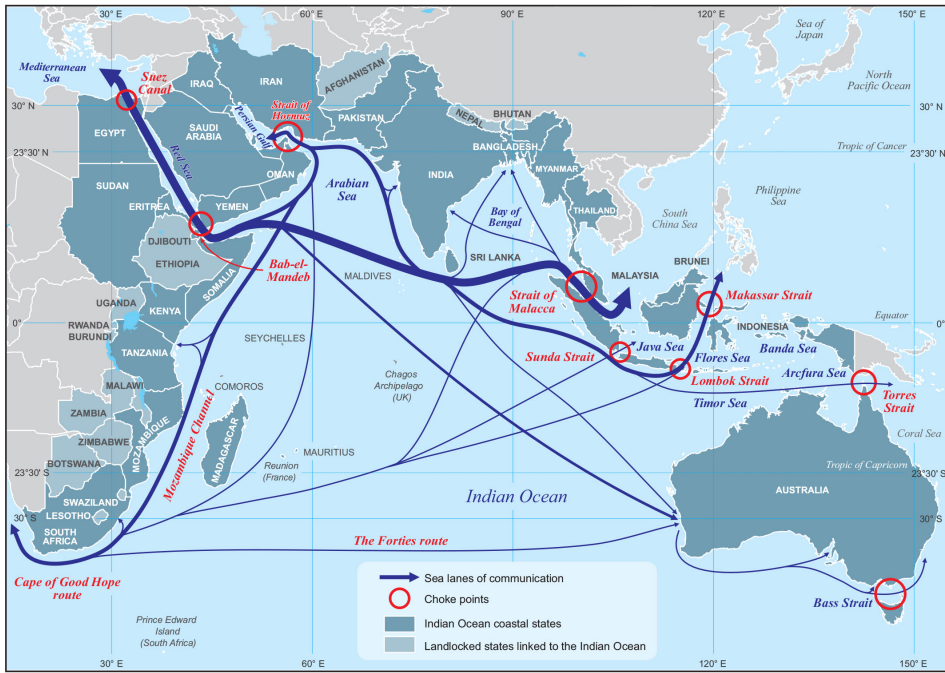 30° E
60° E
90° E
120° E
150° E
Sea of
Japan
Mediterranean
Sea
Suez
Canal
IRAQ
IRAN
AFGHANISTAN
North
Pacific Ocean
30° N
30° N
Strait of
Hormuz
Persian Gulf
PAKISTAN
NEPAL
BHUTAN
EGYPT
SAUDI
ARABIA
BANGLADESH
23°30' N
Tropic of Cancer
23°30' N
Red Sea
OMAN
INDIA
MYANMAR
SUDAN
Arabian
Sea
Philippine
Sea
ERITREA
YEMEN
Bay of
Bengal
THAILAND
South
China Sea
DJIBOUTI
ETHIOPIA
Bab-el-
Mandeb
SRI LANKA
MALDIVES
MALAYSIA
BRUNEI
SOMALIA
Strait of
Malacca
Makassar Strait
UGANDA
KENYA
0°
Equator
0°
RWANDA
BURUNDI
SEYCHELLES
INDONESIA
Sunda Strait
Java Sea
Flores Sea
Banda Sea
TANZANIA
Chagos
Archipelago
(UK)
Lombok Strait
Arcfura Sea
Torres
Strait
Timor Sea
COMOROS
MALAWI
ZAMBIA
MOZAMBIQUE
Mozambique Channel
MADAGASCAR
Coral Sea
ZIMBABWE
MAURITIUS
BOTSWANA
Reunion
(France)
23°30' S
Tropic of Capricorn
23°30' S
AUSTRALIA
SWAZILAND
LESOTHO
Indian Ocean
30° S
30° S
SOUTH
AFRICA
The Forties route
Cape of Good Hope
route
Sea lanes of communication
Choke points
Bass Strait
Indian Ocean coastal states
Prince Edward
Island
(South Africa)
Landlocked states linked to the Indian Ocean
30° E
60° E
120° E
150° E